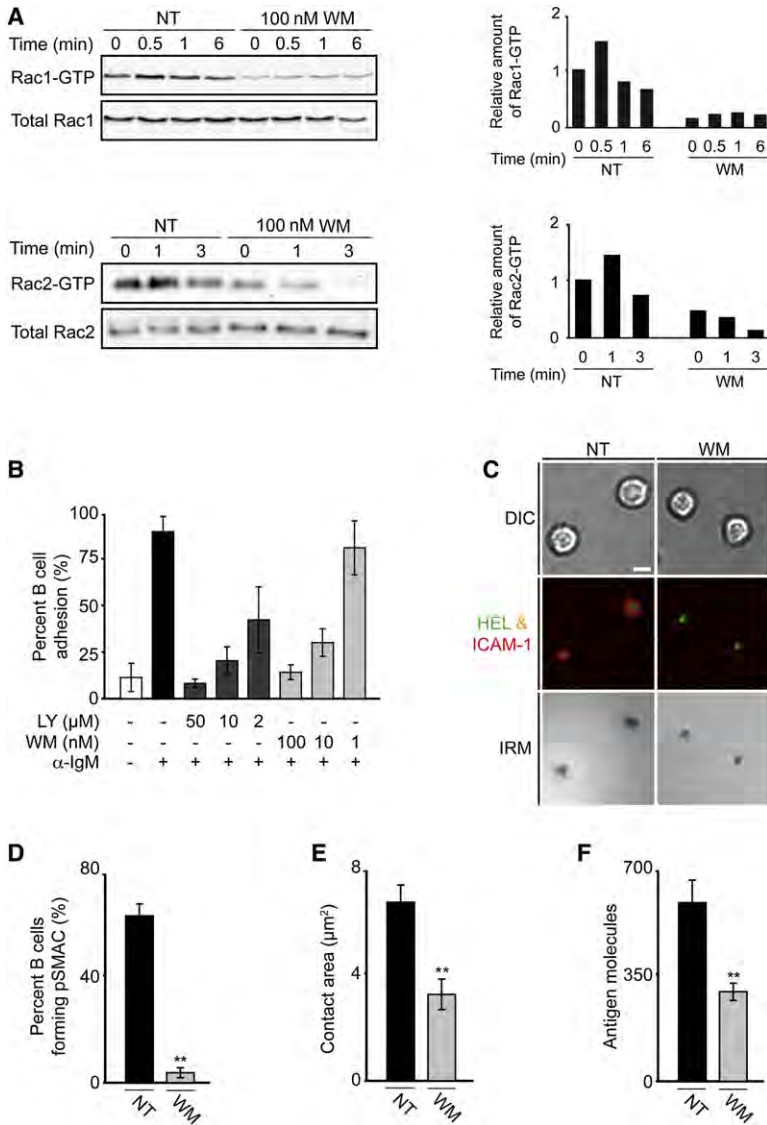 A
NT 100 nM WM
Time (min) 0 0.5 1 6 0 0.5 1 6
Rac1-GTP
Total Rac1
Relative amount
of Rac1-GTP
2
1
0
0 0.5 1 6 0 0.5 1 6
Time (min)
NT WM
NT 100 nM WM
Time (min) 0 1 3 0 1 3
Rac2-GTP
Total Rac2
Relative amount
of Rac2-GTP
2
1
0
0 1 3 0 1 3
Time (min)
NT WM
B
Percent B cell
adhesion (%)
100
75
50
25
0
LY (µM) - - 50 10 2 - - -
WM (nM) - - - - - 100 10 1
α-IgM - + + + + + + +
C
NT WM
DIC
HEL &
ICAM-1
IRM
D
Percent B cells
forming pSMAC (%)
80
40
0
**
NT WM
E
Contact area (µm²)
8
4
0
**
NT WM
F
Antigen molecules
700
350
0
**
NT WM